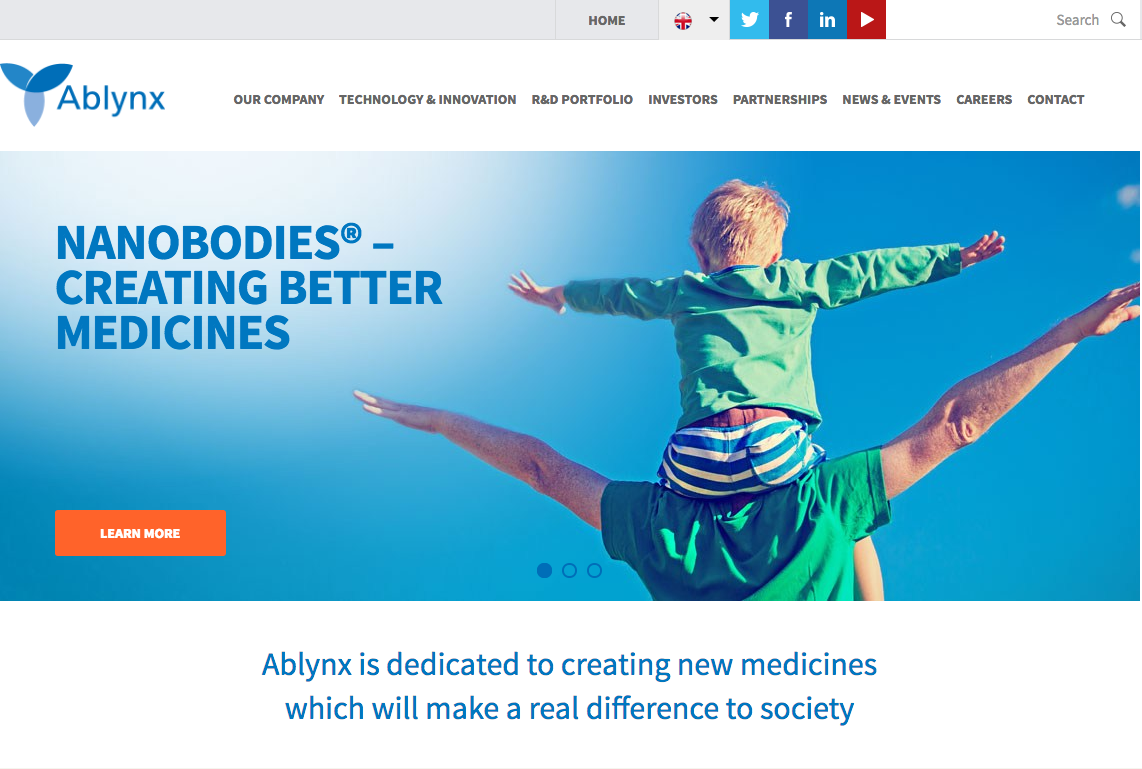 HOME
Search
Ablynx
OUR COMPANY TECHNOLOGY & INNOVATION R&D PORTFOLIO INVESTORS PARTNERSHIPS NEWS & EVENTS CAREERS CONTACT
NANOBODIES® –
CREATING BETTER
MEDICINES
LEARN MORE
Ablynx is dedicated to creating new medicines
which will make a real difference to society